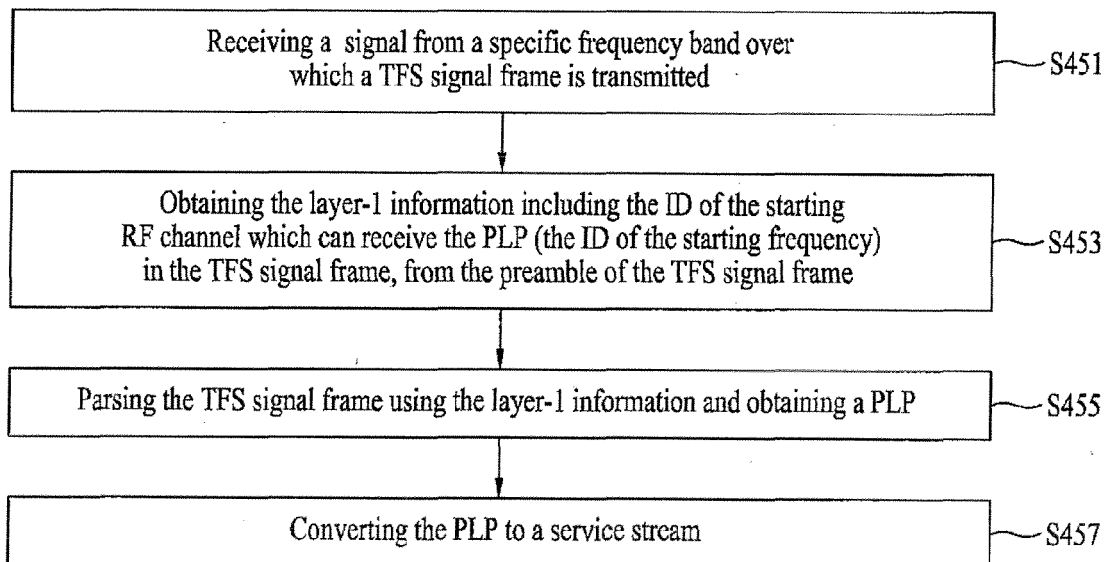 Receiving a signal from a specific frequency band over
which a TFS signal frame is transmitted
S451
Obtaining the layer-1 information including the ID of the starting
RF channel which can receive the PLP (the ID of the starting frequency)
in the TFS signal frame, from the preamble of the TFS signal frame
S453
Parsing the TFS signal frame using the layer-1 information and obtaining a PLP
S455
Converting the PLP to a service stream
S457